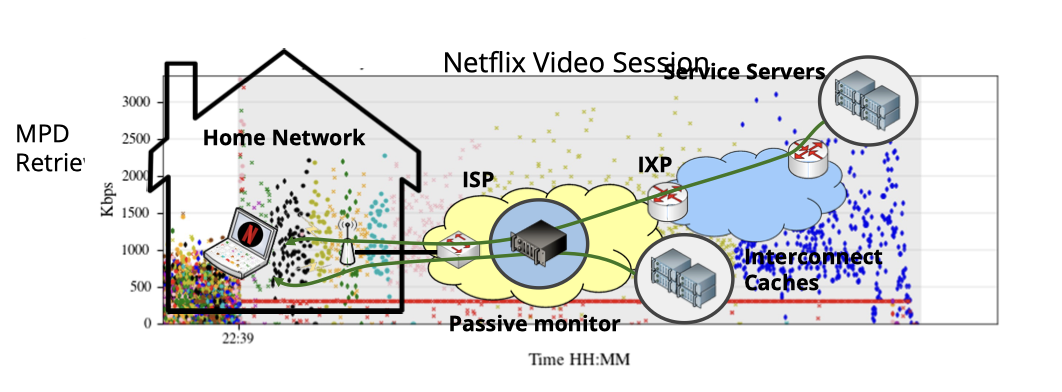 Netflix Video Session
Service Servers
3000
MPD
Home Network
2500
IXP
2000
ISP
Kbps
1500
N
1000
Interconnect
Caches
500
0
Passive monitor
22:39
Time HH:MM